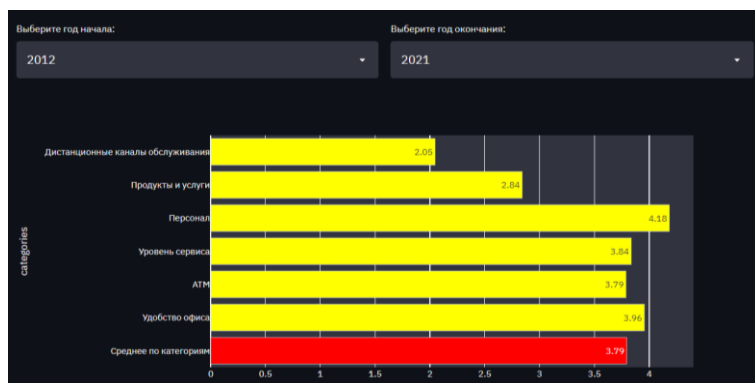 Выберите год начала:
Выберите год окончания:
2012
2021
Дистанционные каналы обслуживания
2.05
Продукты и услуги
2.84
Персонал
4.18
Уровень сервиса
3.84
ATM
3.79
Удобство офиса
3.96
Среднее по категориям
3.79
categories
0 0.5 1 1.5 2 2.5 3 3.5 4